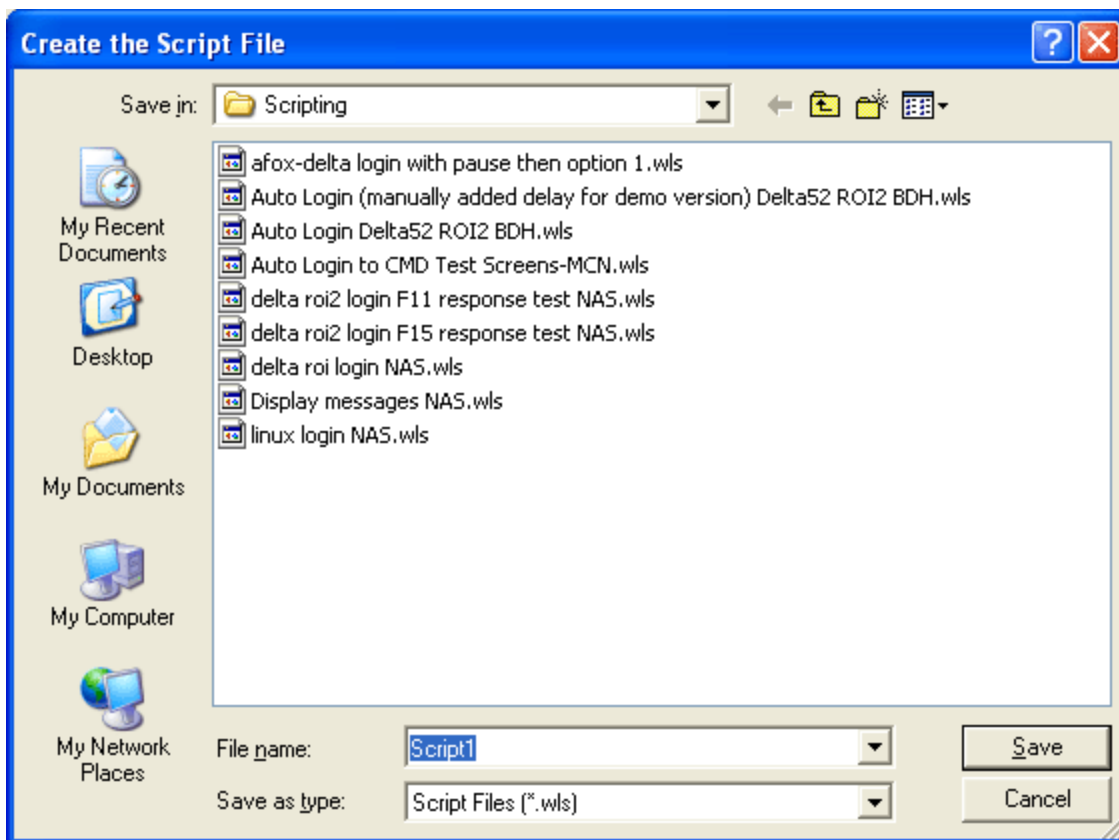 Create the Script File
Save in: Scripting
afox-delta login with pause then option 1.wls
Auto Login (manually added delay for demo version) Delta52 ROI2 BDH.wls
Auto Login Delta52 ROI2 BDH.wls
Auto Login to CMD Test Screens-MCN.wls
delta roi2 login F11 response test NAS.wls
delta roi2 login F15 response test NAS.wls
delta roi login NAS.wls
Display messages NAS.wls
linux login NAS.wls
My Recent
Documents
Desktop
My Documents
My Computer
My Network
Places
File name: Script1 Save
Save as type: Script Files (*.wls) Cancel